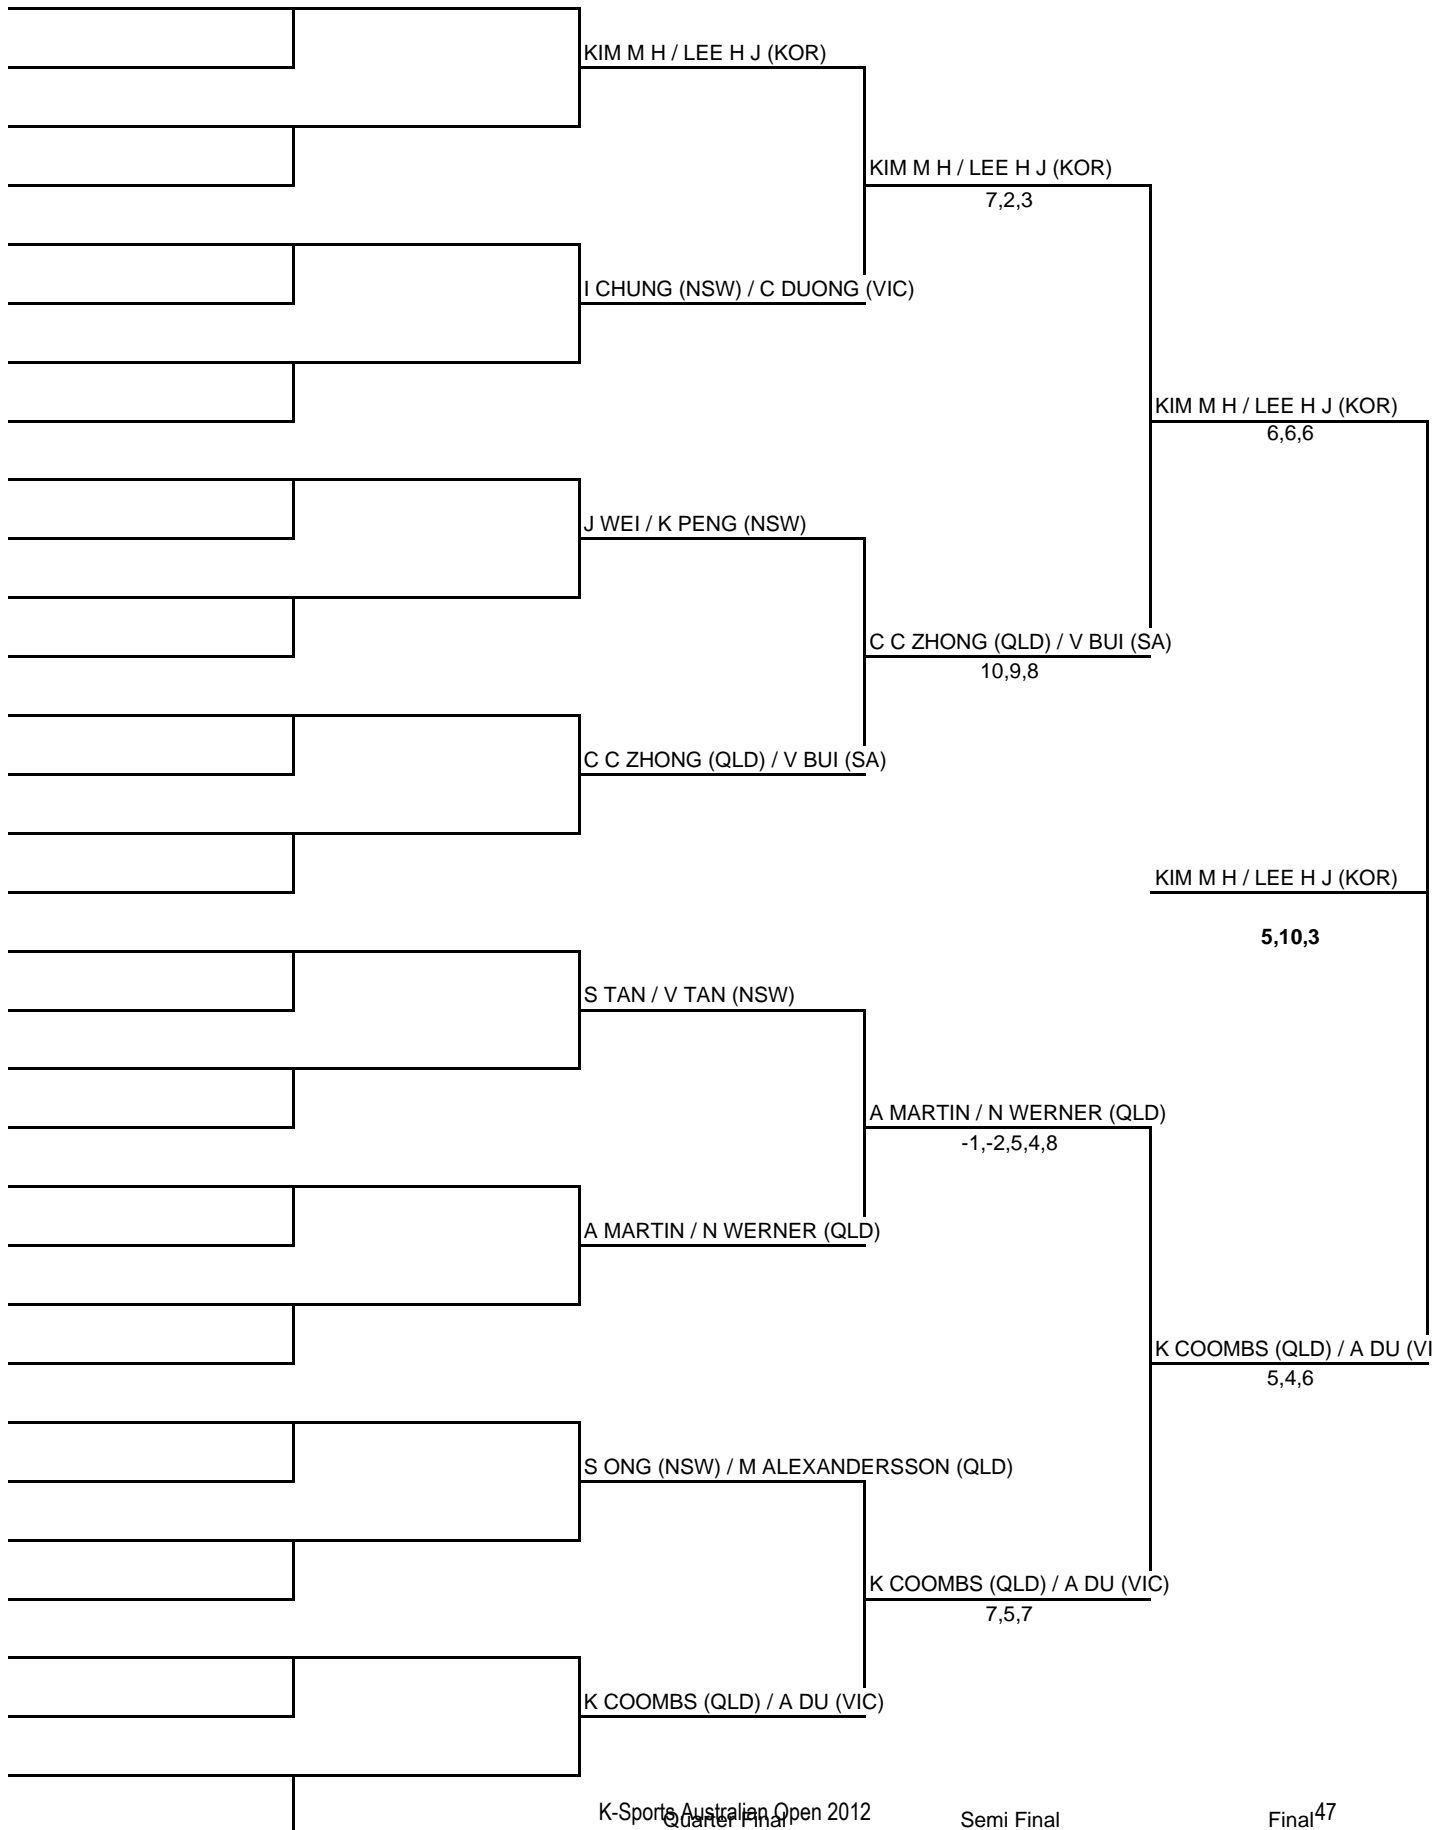 KIM M H / LEE H J (KOR)
KIM M H / LEE H J (KOR)
7,2,3
I CHUNG (NSW) / C DUONG (VIC)
KIM M H / LEE H J (KOR)
6,6,6
J WEI / K PENG (NSW)
C C ZHONG (QLD) / V BUI (SA)
10,9,8
C C ZHONG (QLD) / V BUI (SA)
KIM M H / LEE H J (KOR)
5,10,3
S TAN / V TAN (NSW)
A MARTIN / N WERNER (QLD)
-1,-2,5,4,8
A MARTIN / N WERNER (QLD)
K COOMBS (QLD) / A DU (VI
5,4,6
S ONG (NSW) / M ALEXANDERSSON (QLD)
K COOMBS (QLD) / A DU (VIC)
7,5,7
K COOMBS (QLD) / A DU (VIC)
K-Sports Australian Open 2012
Quarter Final Semi Final Final 47